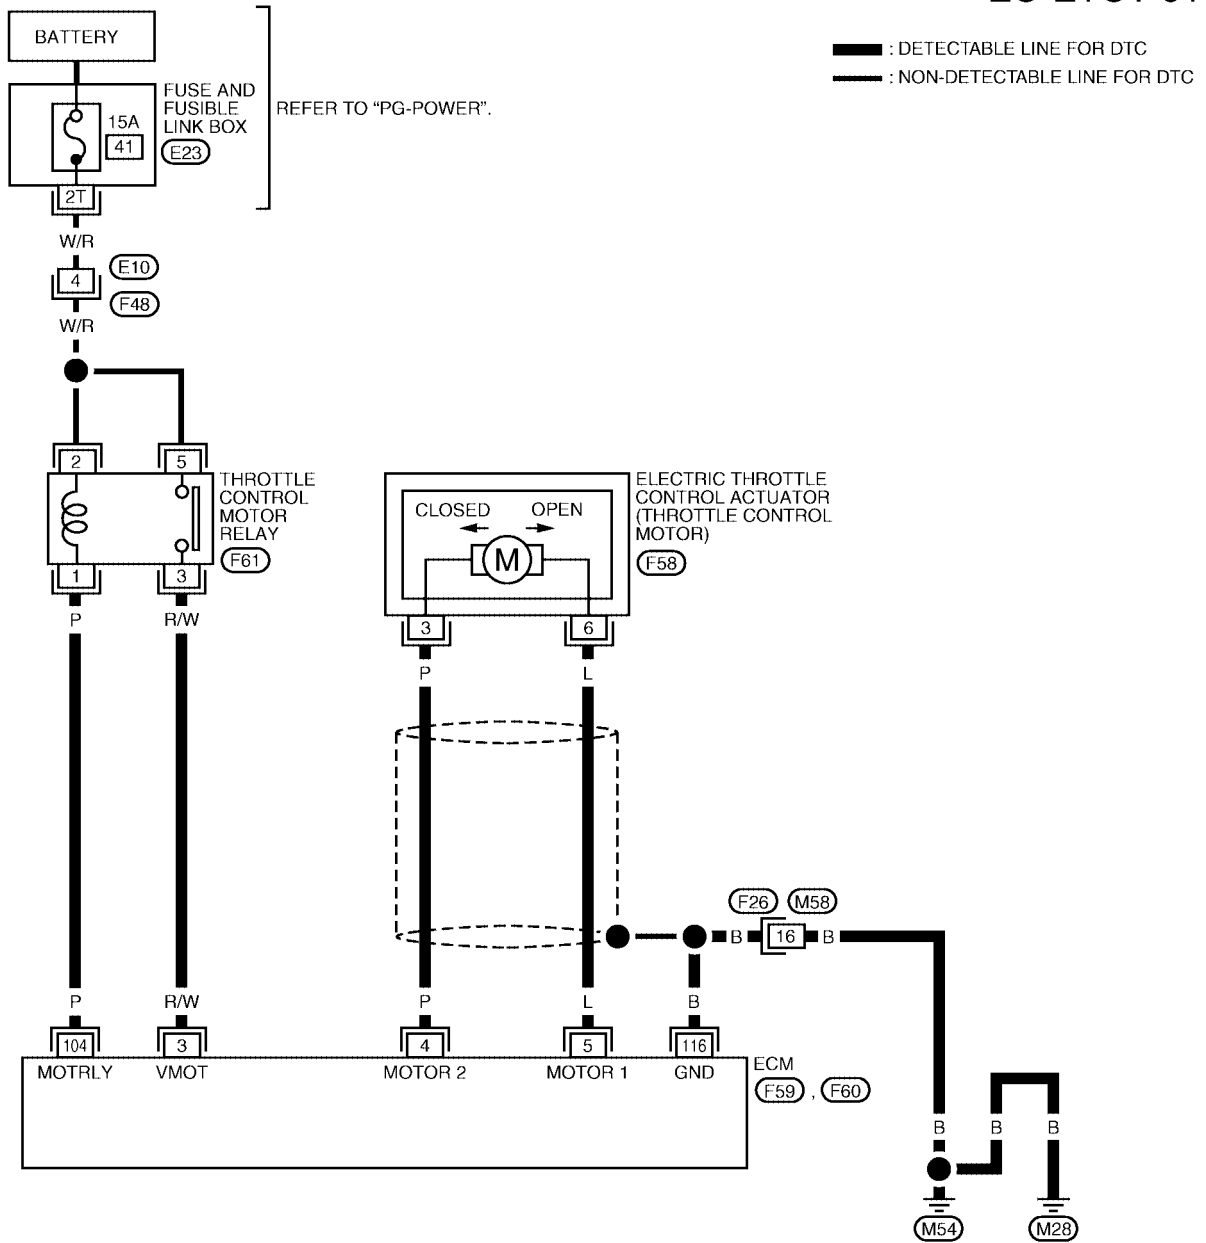 BATTERY
: DETECTABLE LINE FOR DTC
: NON-DETECTABLE LINE FOR DTC
FUSE AND
FUSIBLE
LINK BOX
E23
15A
41
REFER TO “PG-POWER”.
2T
W/R
4
E10
F48
W/R
2
5
THROTTLE
CONTROL
MOTOR
RELAY
F61
1
3
P
R/W
ELECTRIC THROTTLE
CONTROL ACTUATOR
(THROTTLE CONTROL
MOTOR)
F58
CLOSED
OPEN
M
3
6
P
L
F26
M58
B
16
B
P
R/W
P
L
B
104
3
4
5
116
MOTRLY
VMOT
MOTOR 2
MOTOR 1
GND
ECM
F59 , F60
B
B
B
M54
M28